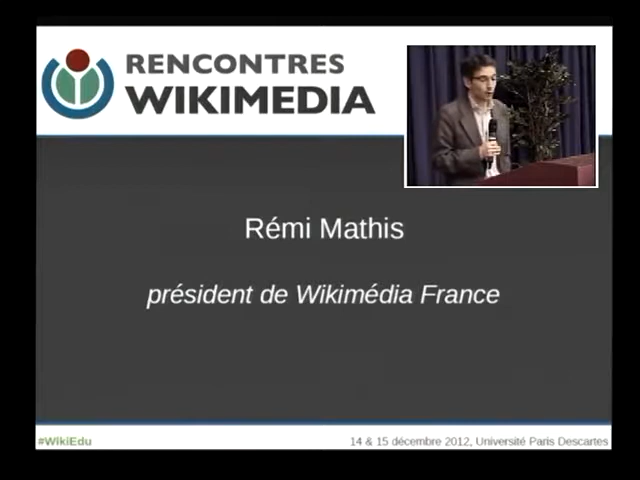 RENCONTRES
WIKIMEDIA
Rémi Mathis
président de Wikimédia France
#WikiEdu
14 & 15 décembre 2012, Université Paris Descartes